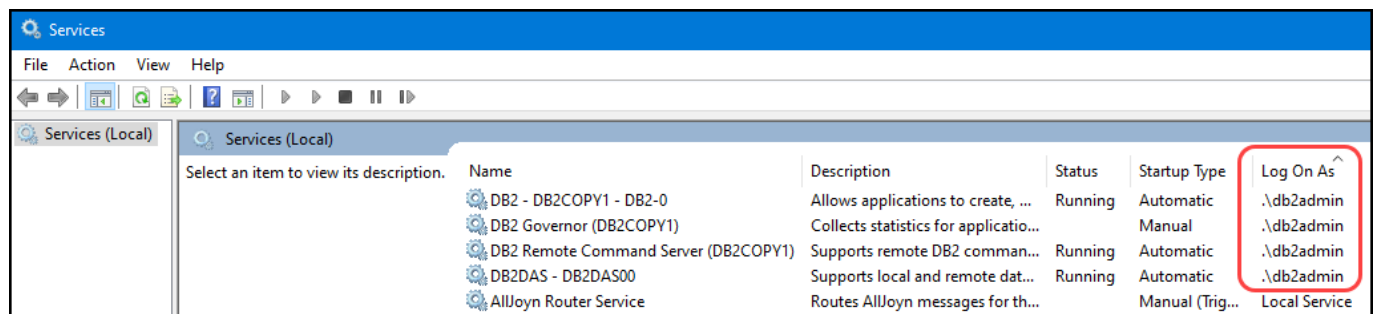 Services
File Action View Help
Services (Local)
Services (Local)
Select an item to view its description.
Name Description Status Startup Type Log On As
DB2 - DB2COPY1 - DB2-0 Allows applications to create, ... Running Automatic .\db2admin
DB2 Governor (DB2COPY1) Collects statistics for applicatio... Manual .\db2admin
DB2 Remote Command Server (DB2COPY1) Supports remote DB2 comman... Running Automatic .\db2admin
DB2DAS - DB2DAS00 Supports local and remote dat... Running Automatic .\db2admin
AllJoyn Router Service Routes AllJoyn messages for th... Manual (Trig... Local Service